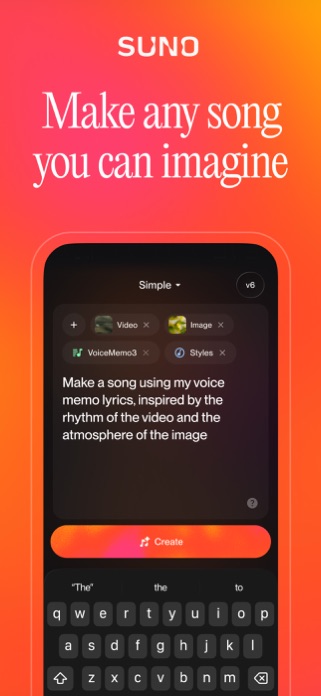 SUNO
Make any song
you can imagine
Simple
v6
+ Video × Image ×
VoiceMemo3 × Styles ×
Make a song using my voice
memo lyrics, inspired by the
rhythm of the video and the
atmosphere of the image
?
Create
"The" the to
q w e r t y u i o p
a s d f g h j k l
z x c v b n m